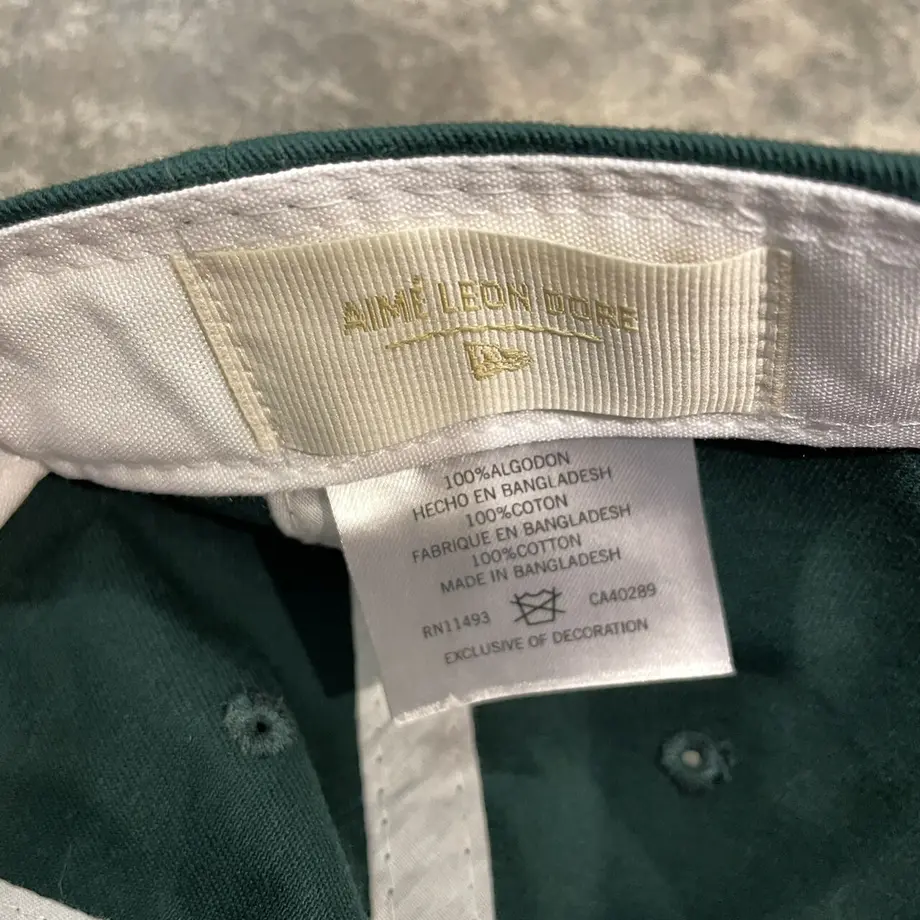 AIMÉ LEON DORE
100%ALGODON
HECHO EN BANGLADESH
100%COTON
FABRIQUE EN BANGLADESH
100%COTTON
MADE IN BANGLADESH
RN11493 CA40289
EXCLUSIVE OF DECORATION